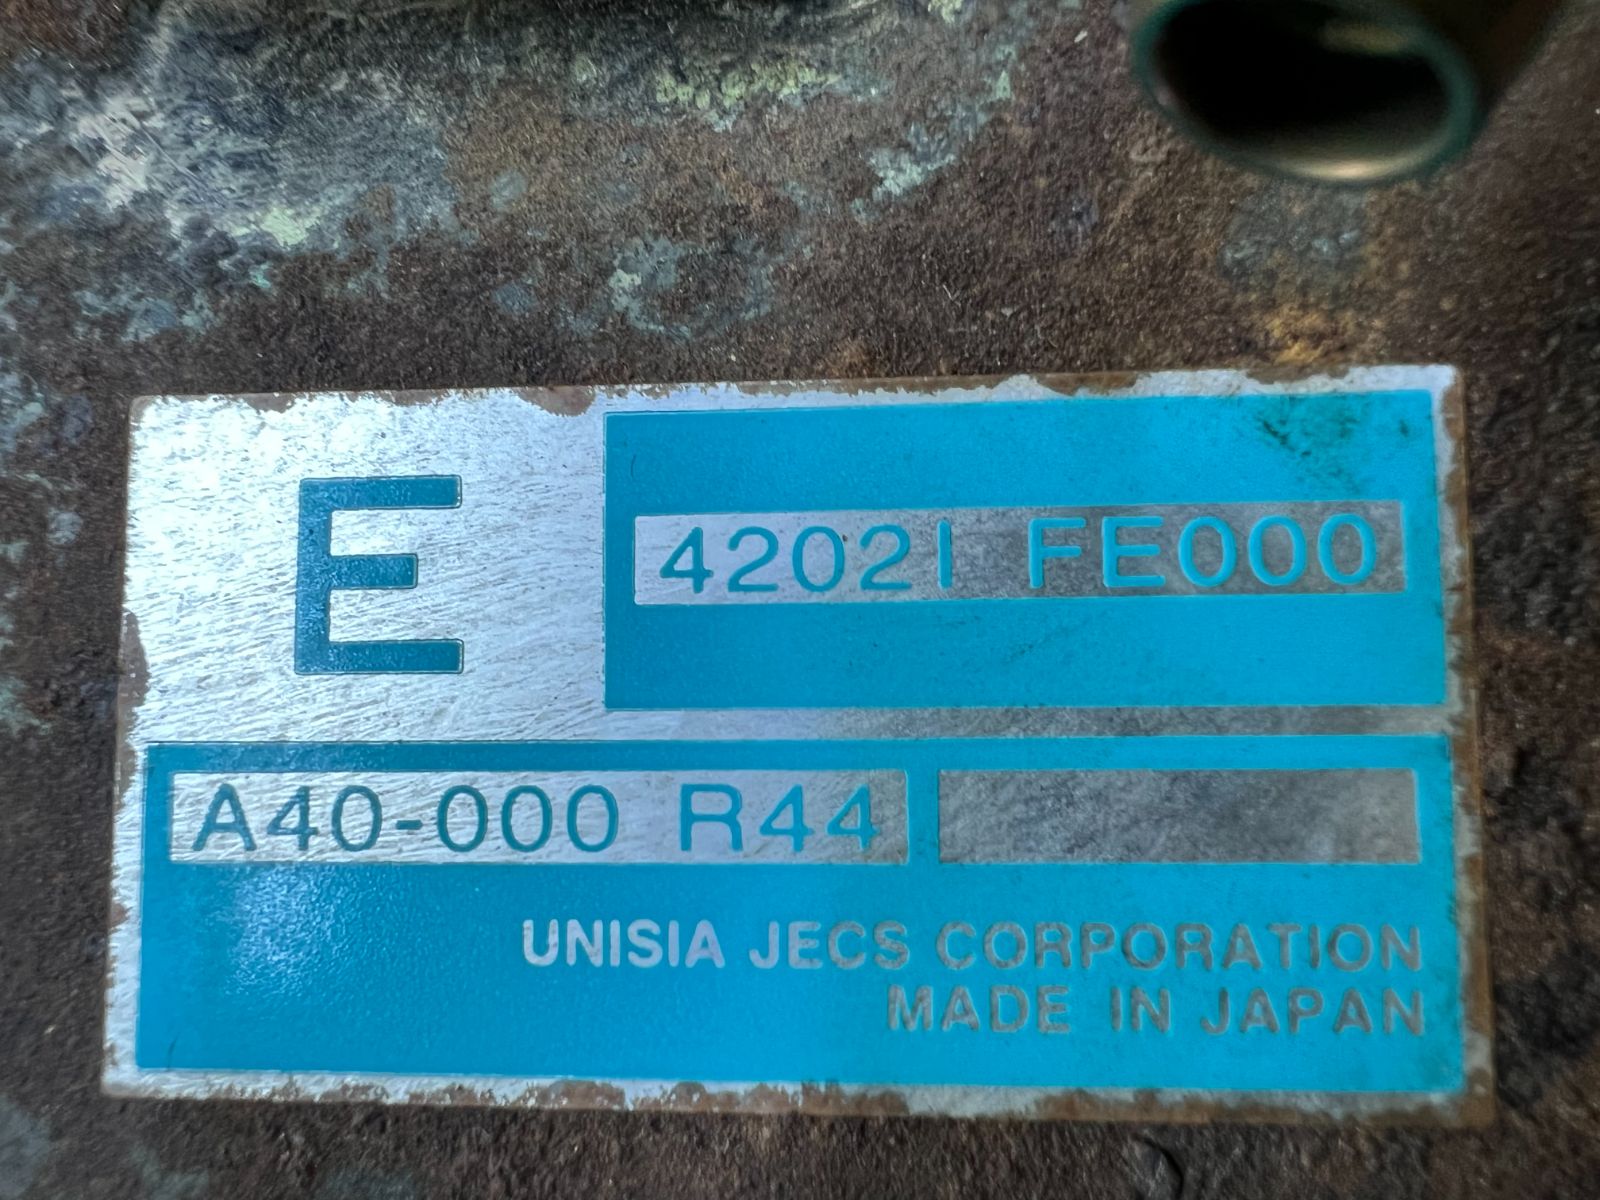 E
42021 FE000
A40-000 R44
UNISIA JECS CORPORATION
MADE IN JAPAN